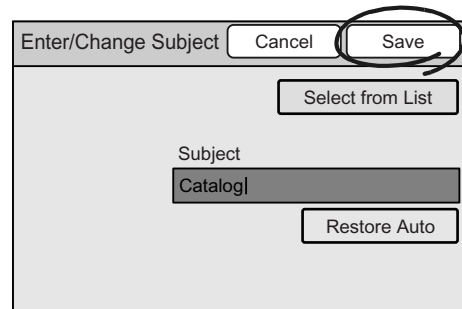 Enter/Change Subject Cancel Save
Select from List
Subject
Catalog
Restore Auto